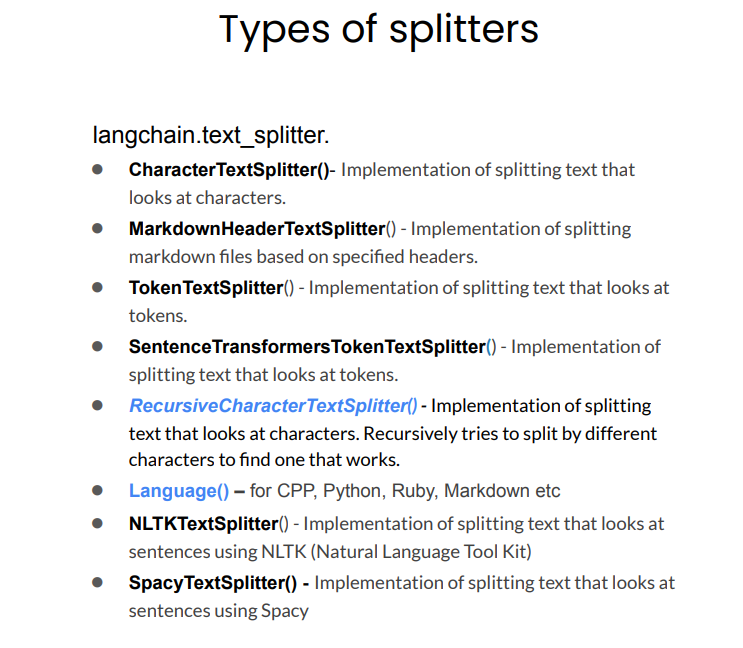 Types of splitters
langchain.text_splitter.
● CharacterTextSplitter()- Implementation of splitting text that
looks at characters.
● MarkdownHeaderTextSplitter() - Implementation of splitting
markdown files based on specified headers.
● TokenTextSplitter() - Implementation of splitting text that looks at
tokens.
● SentenceTransformersTokenTextSplitter() - Implementation of
splitting text that looks at tokens.
● RecursiveCharacterTextSplitter() - Implementation of splitting
text that looks at characters. Recursively tries to split by different
characters to find one that works.
● Language() – for CPP, Python, Ruby, Markdown etc
● NLTKTextSplitter() - Implementation of splitting text that looks at
sentences using NLTK (Natural Language Tool Kit)
● SpacyTextSplitter() - Implementation of splitting text that looks at
sentences using Spacy